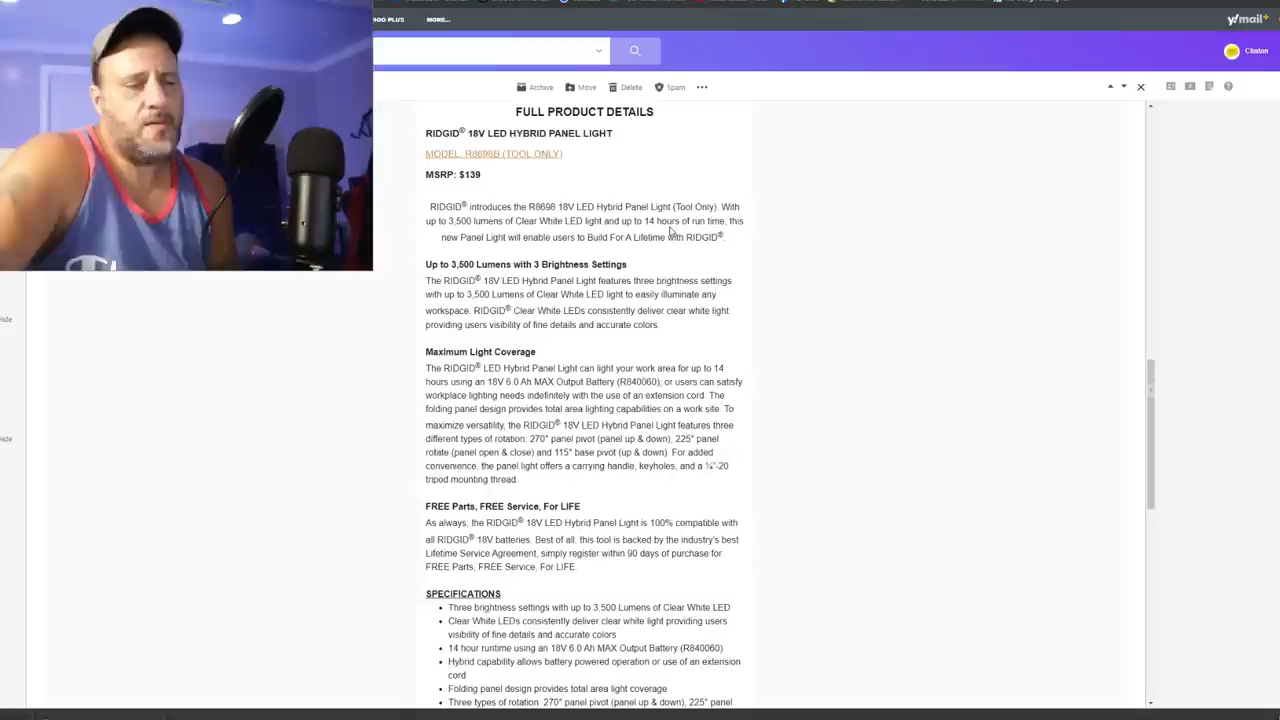 HOO PLUS MORE... y!mail+
Clinton
Archive Move Delete Spam
FULL PRODUCT DETAILS
RIDGID® 18V LED HYBRID PANEL LIGHT
MODEL: R8698B (TOOL ONLY)
MSRP: $139
RIDGID® introduces the R8698 18V LED Hybrid Panel Light (Tool Only). With
up to 3,500 lumens of Clear White LED light and up to 14 hours of run time, this
new Panel Light will enable users to Build For A Lifetime with RIDGID®.
Up to 3,500 Lumens with 3 Brightness Settings
The RIDGID® 18V LED Hybrid Panel Light features three brightness settings
with up to 3,500 Lumens of Clear White LED light to easily illuminate any
workspace. RIDGID® Clear White LEDs consistently deliver clear white light
providing users visibility of fine details and accurate colors.
Maximum Light Coverage
The RIDGID® LED Hybrid Panel Light can light your work area for up to 14
hours using an 18V 6.0 Ah MAX Output Battery (R840060); or users can satisfy
workplace lighting needs indefinitely with the use of an extension cord. The
folding panel design provides total area lighting capabilities on a work site. To
maximize versatility, the RIDGID® 18V LED Hybrid Panel Light features three
different types of rotation: 270° panel pivot (panel up & down), 225° panel
rotate (panel open & close) and 115° base pivot (up & down). For added
convenience, the panel light offers a carrying handle, keyholes, and a ¼"-20
tripod mounting thread.
FREE Parts, FREE Service, For LIFE
As always, the RIDGID® 18V LED Hybrid Panel Light is 100% compatible with
all RIDGID® 18V batteries. Best of all, this tool is backed by the industry's best
Lifetime Service Agreement, simply register within 90 days of purchase for
FREE Parts, FREE Service, For LIFE.
SPECIFICATIONS
• Three brightness settings with up to 3,500 Lumens of Clear White LED
• Clear White LEDs consistently deliver clear white light providing users
visibility of fine details and accurate colors
• 14 hour runtime using an 18V 6.0 Ah MAX Output Battery (R840060)
• Hybrid capability allows battery powered operation or use of an extension
cord
• Folding panel design provides total area light coverage
• Three types of rotation: 270° panel pivot (panel up & down), 225° panel